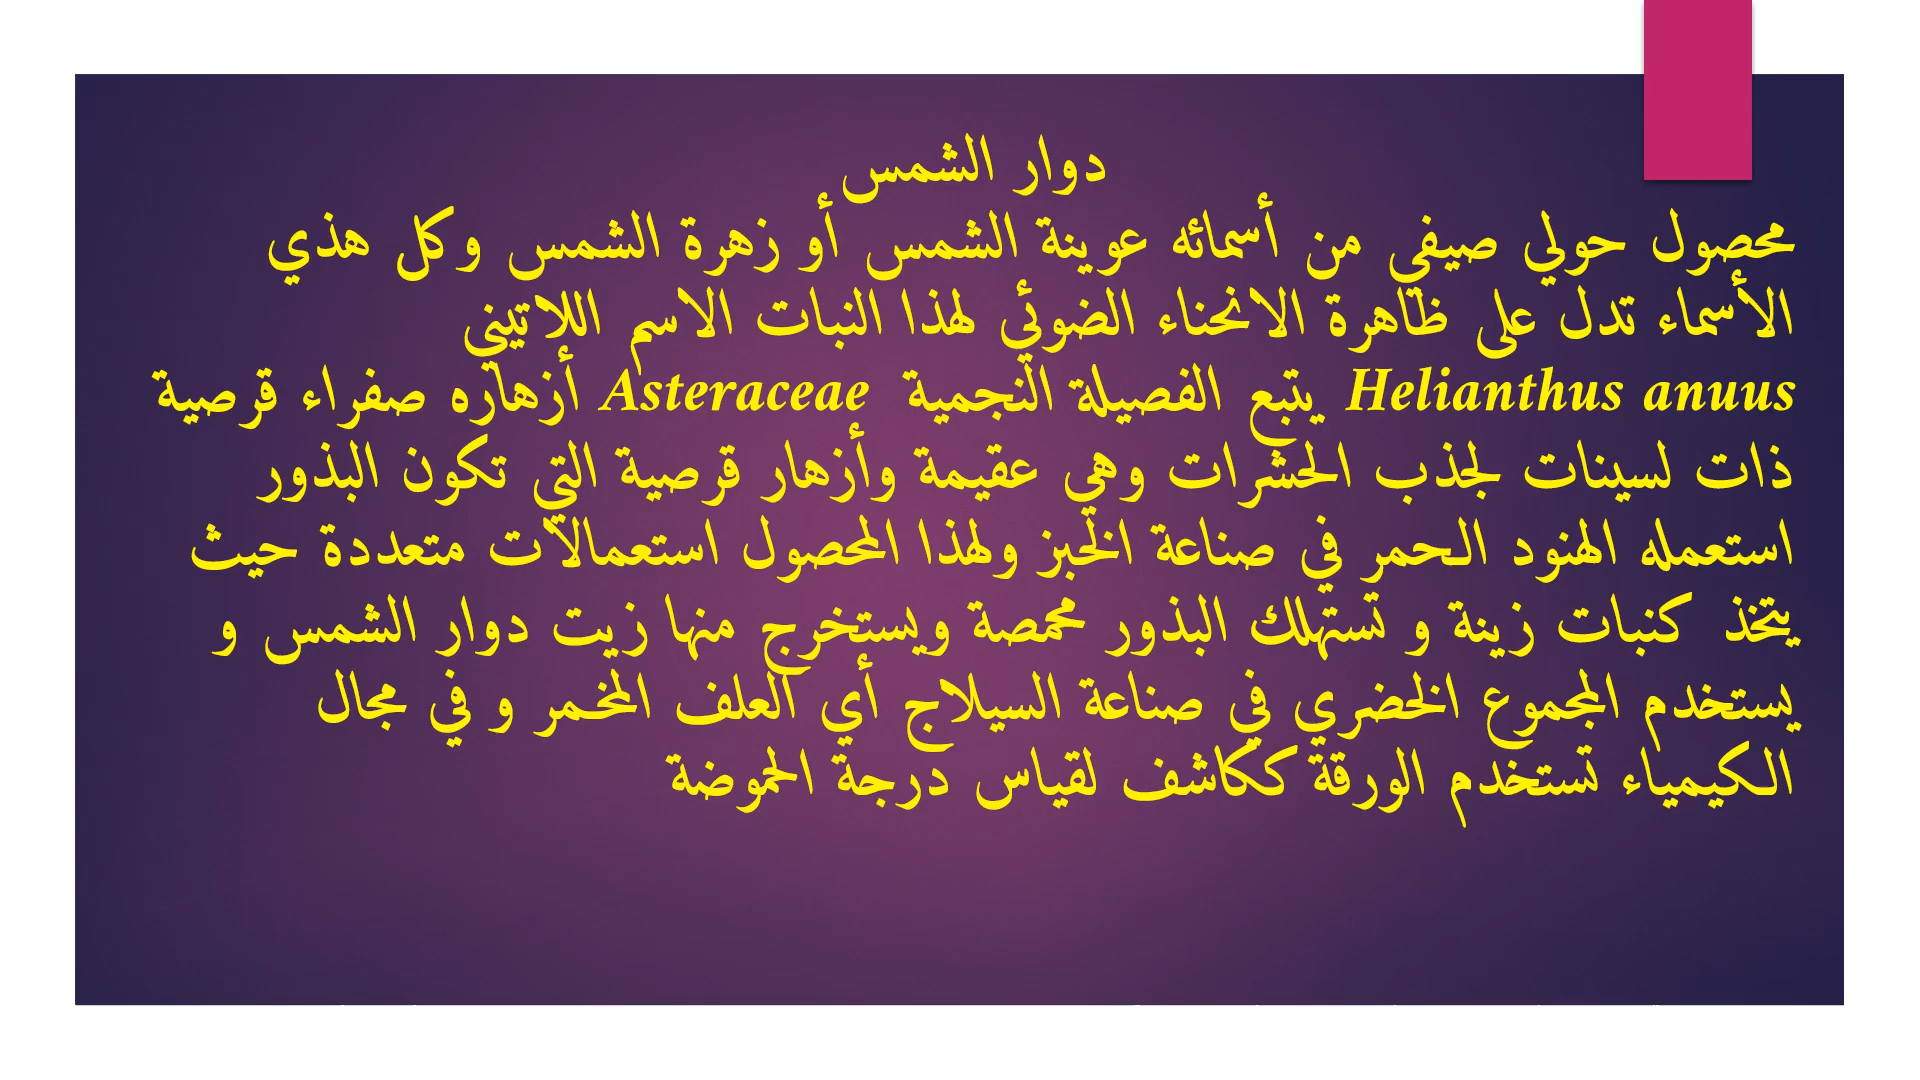 دوار الشمس
محصول حولي صيفي من أسمائه عوينة الشمس أو زهرة الشمس وكل هذي
الأسماء تدل على ظاهرة الانحناء الضوئي لهذا النبات الاسم اللاتيني
Helianthus anuus يتبع الفصيلة النجمية Asteraceae أزهاره صفراء قرصية
ذات لسينات لجذب الحشرات وهي عقيمة وأزهار قرصية التي تكون البذور
استعمله الهنود الـحمر في صناعة الخبز ولهذا المحصول استعمالات متعددة حيث
يتخذ كنبات زينة و تستهلك البذور محمصة ويستخرج منها زيت دوار الشمس و
يستخدم المجموع الخضري في صناعة السيلاج أي العلف المخـمر و في مجال
الـكيمياء تستخدم الورقة ككاشف لقياس درجة الحموضة